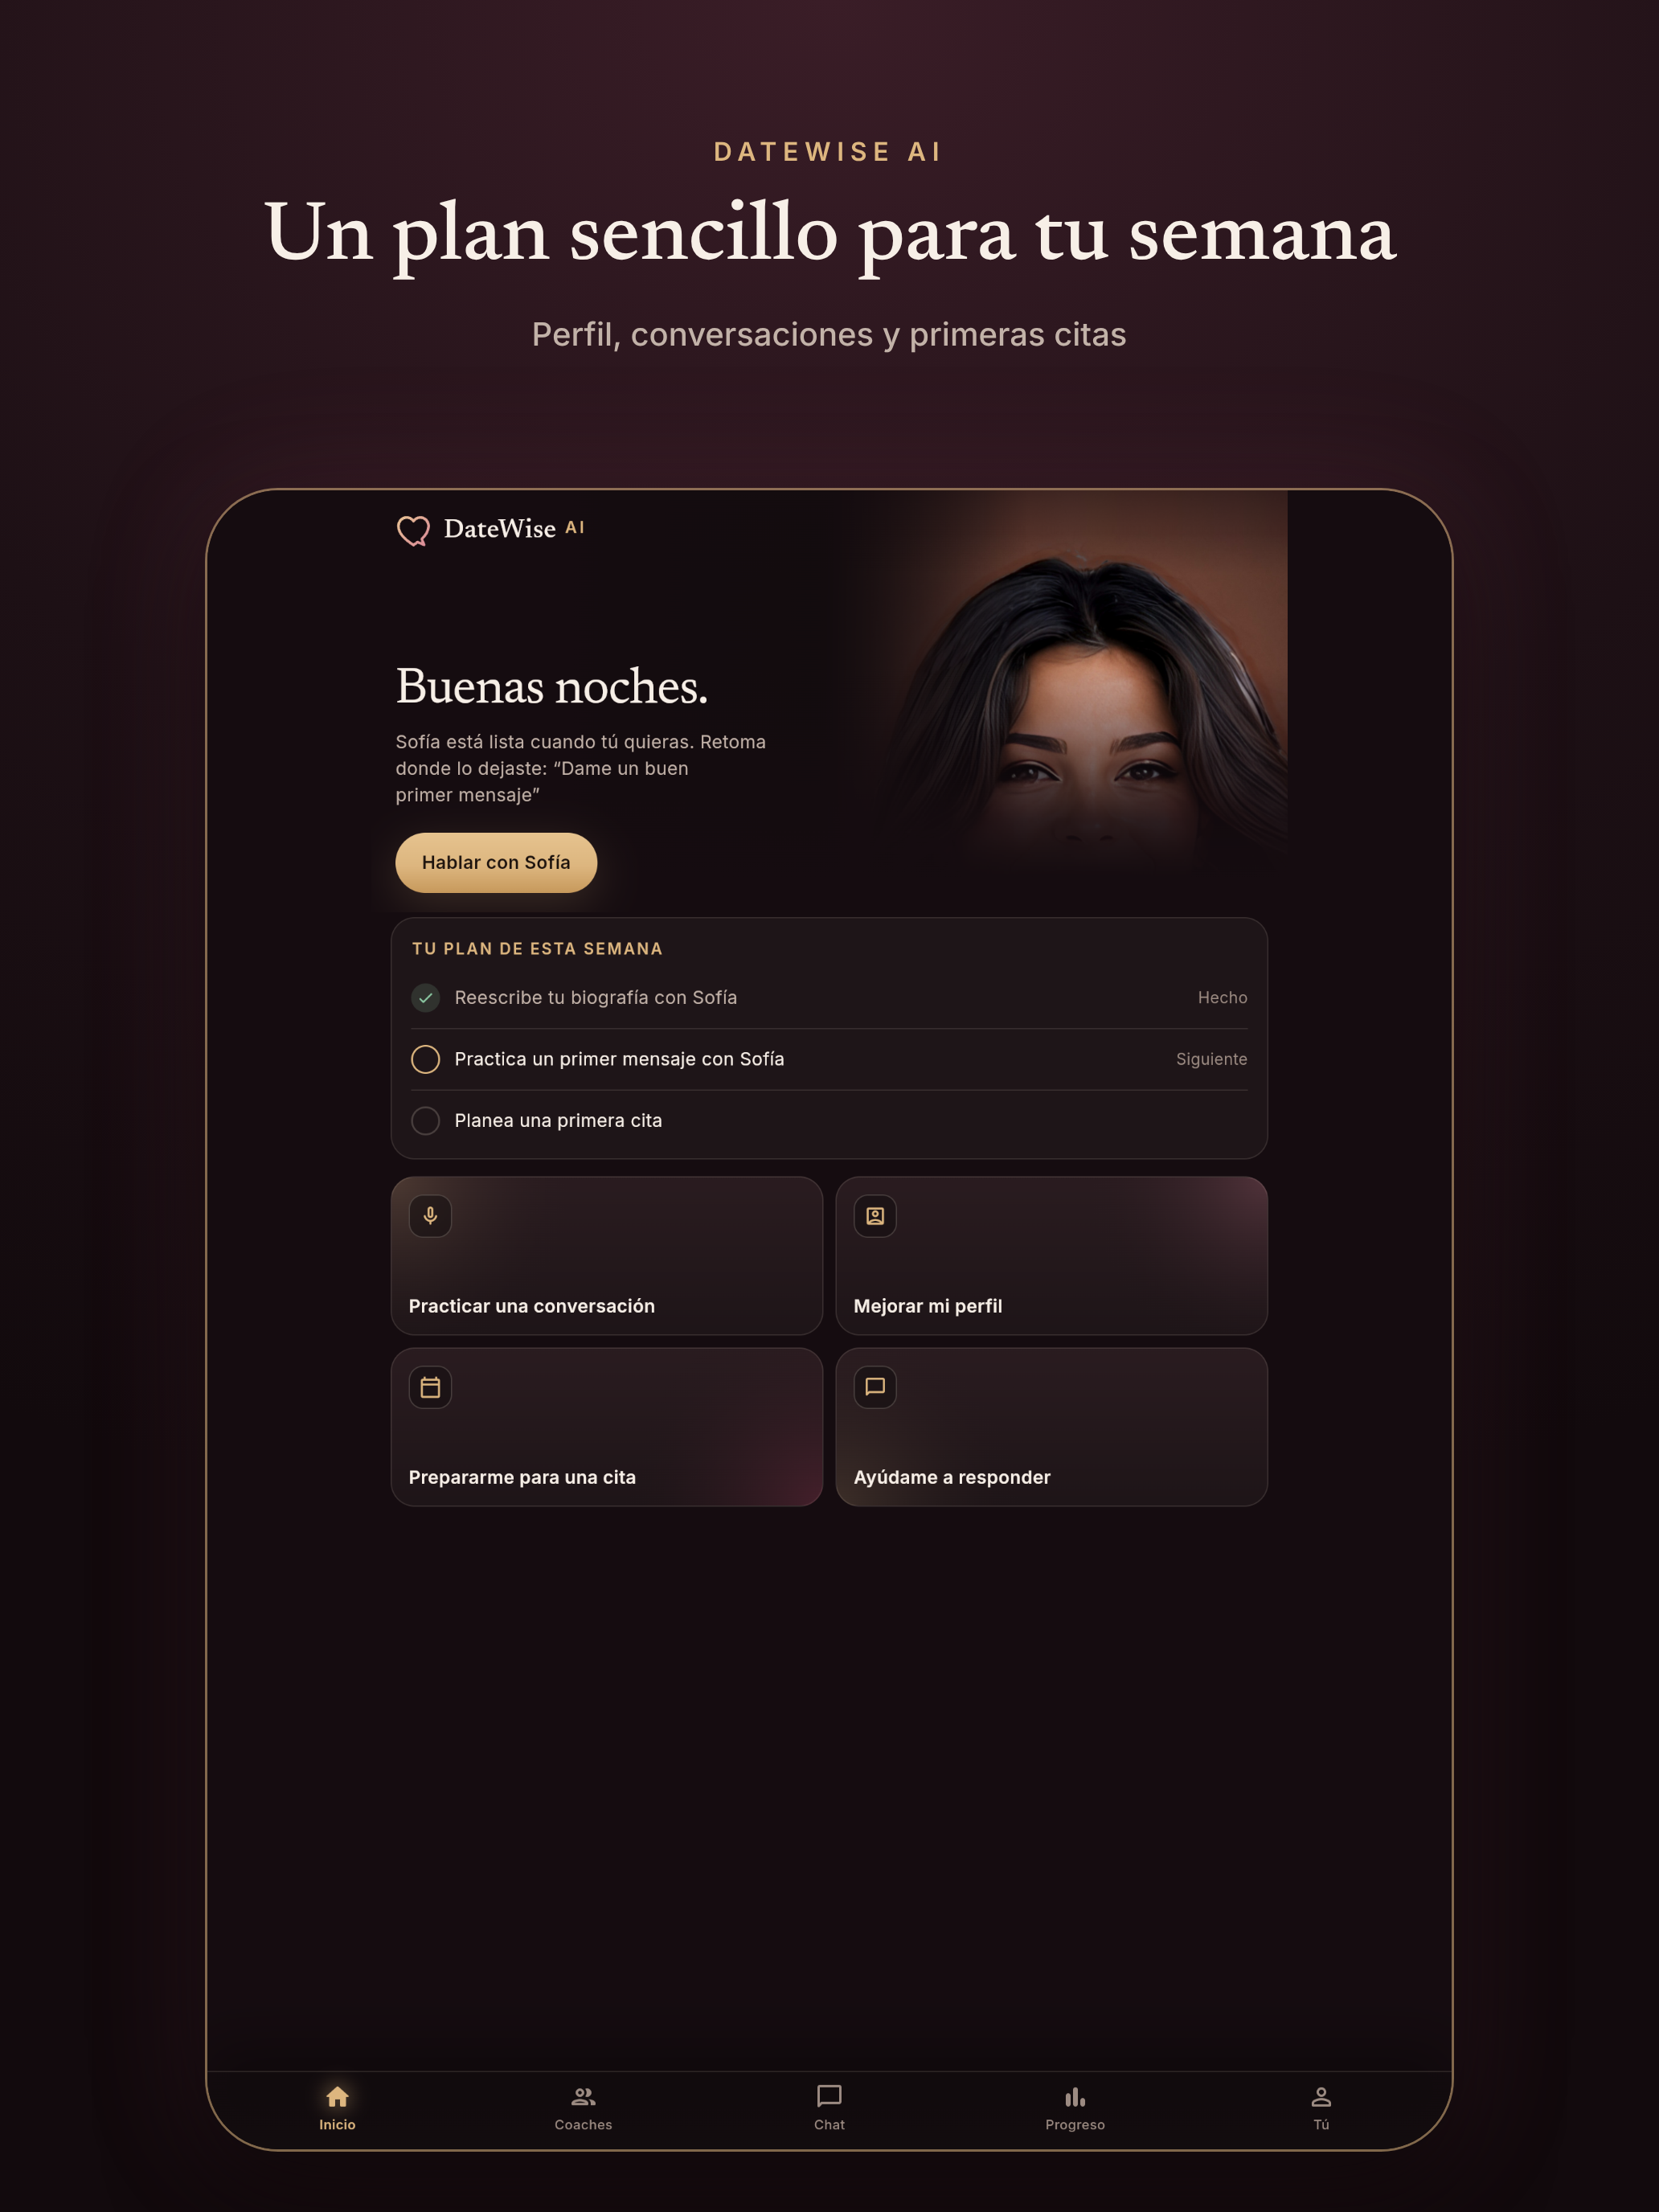 DATEWISE AI
Un plan sencillo para tu semana
Perfil, conversaciones y primeras citas
DateWise AI
Buenas noches.
Sofía está lista cuando tú quieras. Retoma
donde lo dejaste: “Dame un buen
primer mensaje”
Hablar con Sofía
TU PLAN DE ESTA SEMANA
Reescribe tu biografía con Sofía Hecho
Practica un primer mensaje con Sofía Siguiente
Planea una primera cita
Practicar una conversación
Mejorar mi perfil
Prepararme para una cita
Ayúdame a responder
Inicio Coaches Chat Progreso Tú